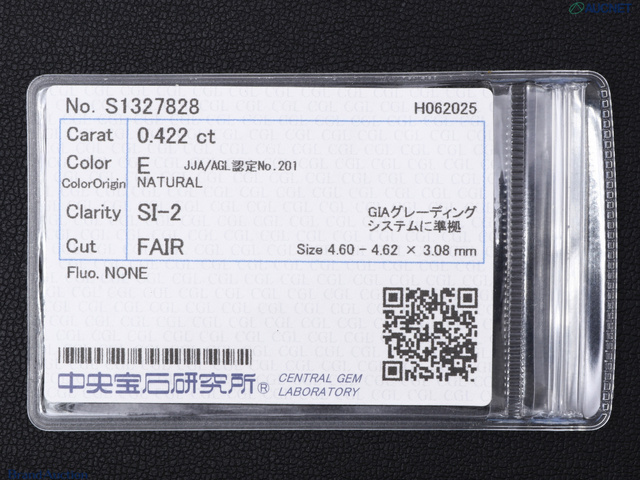 No. S1327828 H062025
Carat 0.422 ct
Color E JJA/AGL認定No.201
ColorOrigin NATURAL
Clarity SI-2 GIAグレーディング
システムに準拠
Cut FAIR Size 4.60 - 4.62 × 3.08 mm
Fluo. NONE
中央宝石研究所® CENTRAL GEM
LABORATORY